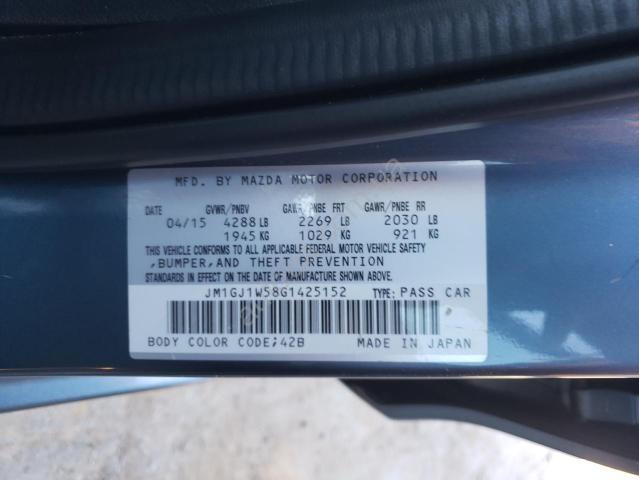 MFD. BY MAZDA MOTOR CORPORATION
DATE GVWR/PNBV GAWR/PNBE FRT GAWR/PNBE RR
04/15 4288 LB 2269 LB 2030 LB
1945 KG 1029 KG 921 KG
THIS VEHICLE CONFORMS TO ALL APPLICABLE FEDERAL MOTOR VEHICLE SAFETY
,BUMPER,AND THEFT PREVENTION
STANDARDS IN EFFECT ON THE DATE OF MANUFACTURE SHOWN ABOVE.
JM1GJ1W58G1425152 TYPE: PASS CAR
BODY COLOR CODE;42B MADE IN JAPAN